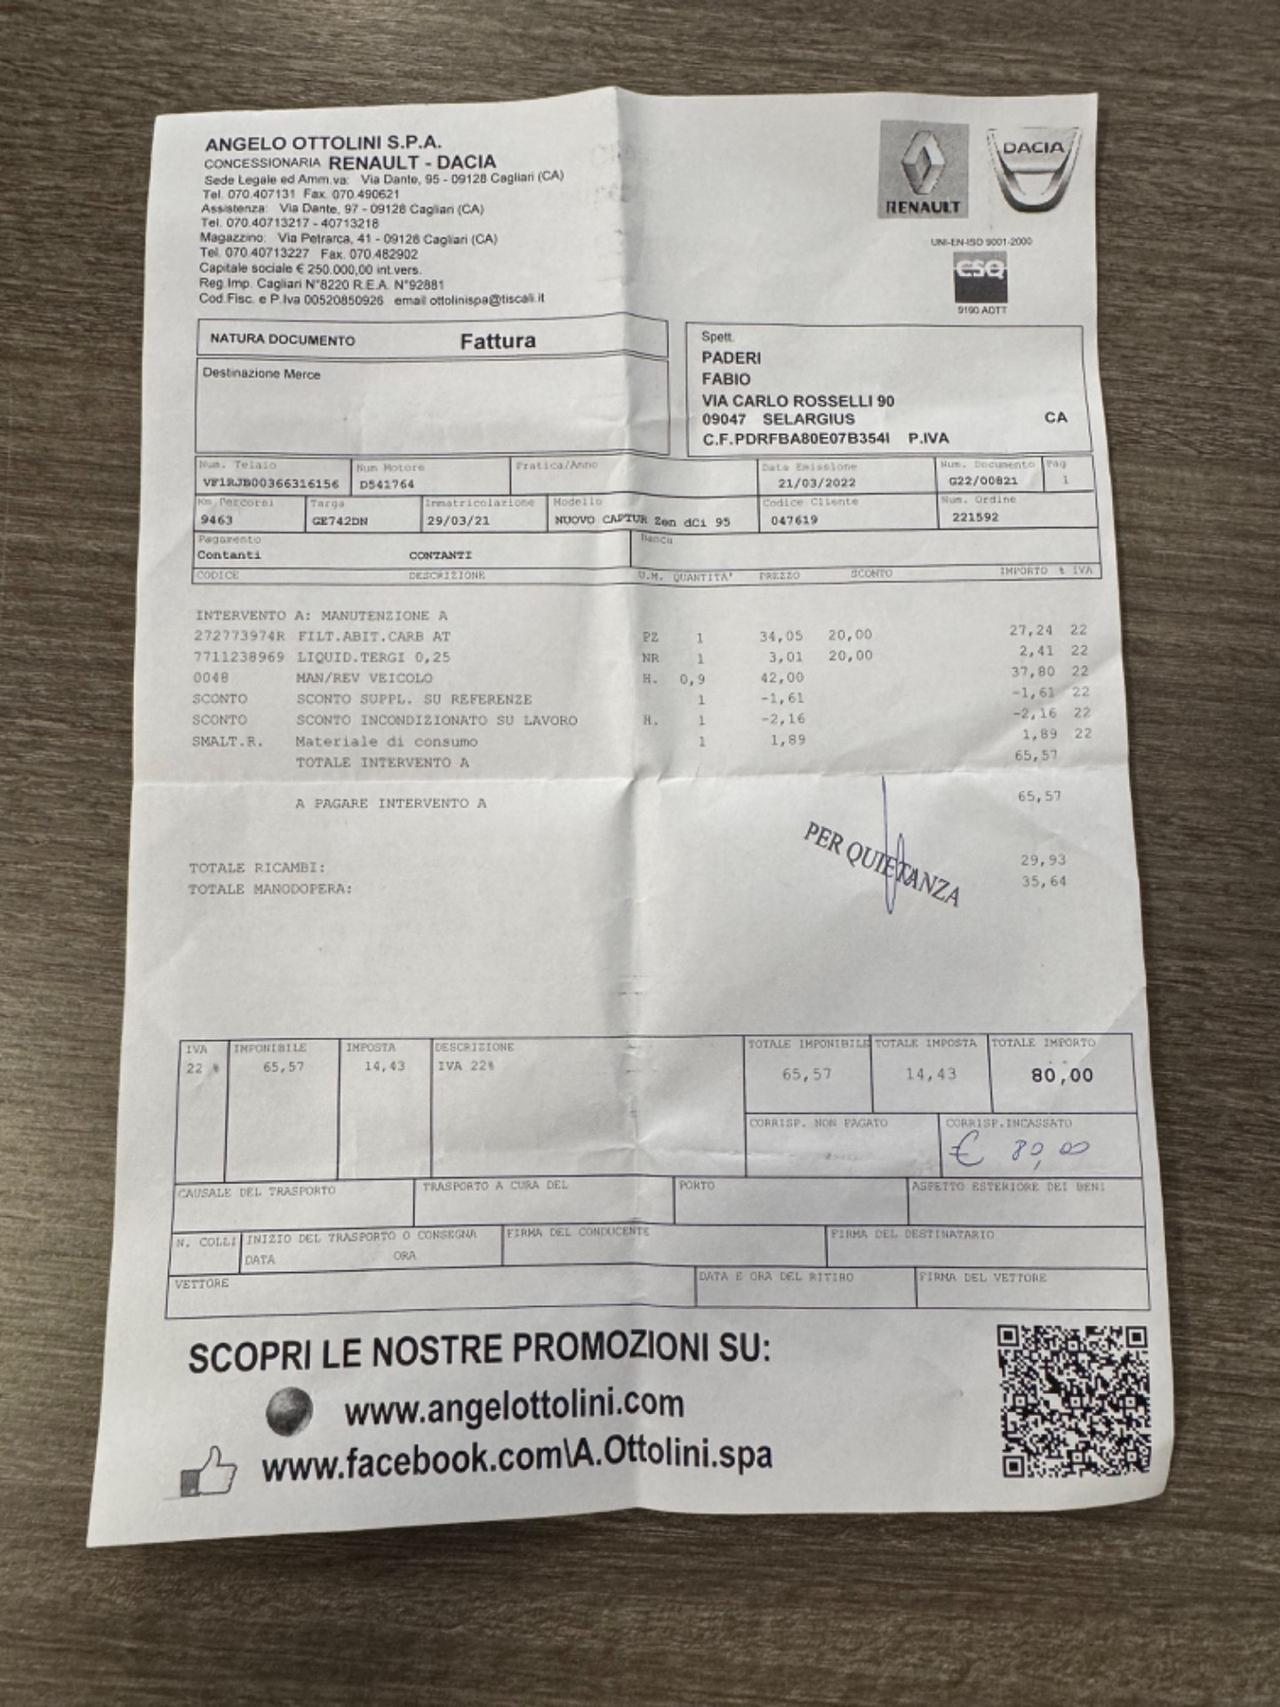 ANGELO OTTOLINI S.P.A.
CONCESSIONARIA RENAULT - DACIA
Sede Legale ed Amm.va: Via Dante, 95 - 09128 Cagliari (CA)
Tel. 070.407131 Fax. 070.490621
Assistenza: Via Dante, 97 - 09128 Cagliari (CA)
Tel. 070.40713217 - 40713218
Magazzino: Via Petrarca, 41 - 09128 Cagliari (CA)
Tel. 070.40713227 Fax. 070.482902
Capitale sociale € 250.000,00 int.vers.
Reg.Imp. Cagliari N°8220 R.E.A. N°92881
Cod.Fisc. e P.Iva 00520850926 email ottolinispa@tiscali.it
RENAULT
DACIA
UNI-EN-ISO 9001-2000
CSQ
9190 AOTT
NATURA DOCUMENTO Fattura
Destinazione Merce
Spett.
PADERI
FABIO
VIA CARLO ROSSELLI 90
09047 SELARGIUS CA
C.F.PDRFBA80E07B354I P.IVA
Num. Telaio Num Motore Pratica/Anno Data Emissione Num. Documento Pag
VF1RJB00366316156 D541764 21/03/2022 G22/00821 1
Km Percorsi Targa Immatricolazione Modello Codice Cliente Num. Ordine
9463 GE742DN 29/03/21 NUOVO CAPTUR Zen dCi 95 047619 221592
Pagamento Banca
Contanti CONTANTI
CODICE DESCRIZIONE U.M. QUANTITA' PREZZO SCONTO IMPORTO % IVA
INTERVENTO A: MANUTENZIONE A
272773974R FILT.ABIT.CARB AT PZ 1 34,05 20,00 27,24 22
7711238969 LIQUID.TERGI 0,25 NR 1 3,01 20,00 2,41 22
0048 MAN/REV VEICOLO H. 0,9 42,00 37,80 22
SCONTO SCONTO SUPPL. SU REFERENZE 1 -1,61 -1,61 22
SCONTO SCONTO INCONDIZIONATO SU LAVORO H. 1 -2,16 -2,16 22
SMALT.R. Materiale di consumo 1 1,89 1,89 22
TOTALE INTERVENTO A 65,57
A PAGARE INTERVENTO A 65,57
PER QUIETANZA
TOTALE RICAMBI: 29,93
TOTALE MANODOPERA: 35,64
IVA IMPONIBILE IMPOSTA DESCRIZIONE TOTALE IMPONIBILE TOTALE IMPOSTA TOTALE IMPORTO
22 % 65,57 14,43 IVA 22% 65,57 14,43 80,00
CORRISP. NON PAGATO CORRISP.INCASSATO
€ 80,00
CAUSALE DEL TRASPORTO TRASPORTO A CURA DEL PORTO ASPETTO ESTERIORE DEI BENI
N. COLLI INIZIO DEL TRASPORTO O CONSEGNA FIRMA DEL CONDUCENTE FIRMA DEL DESTINATARIO
DATA ORA
VETTORE DATA E ORA DEL RITIRO FIRMA DEL VETTORE
SCOPRI LE NOSTRE PROMOZIONI SU:
www.angelottolini.com
www.facebook.com\A.Ottolini.spa